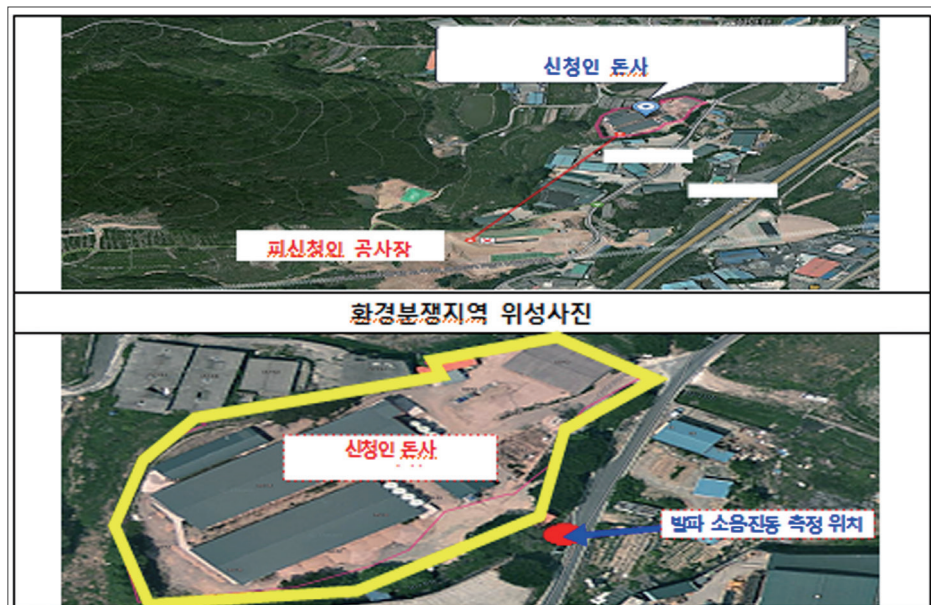 신청인 돈사
피신청인 공사장
환경분쟁지역 위성사진
신청인 돈사
발파 소음진동 측정 위치